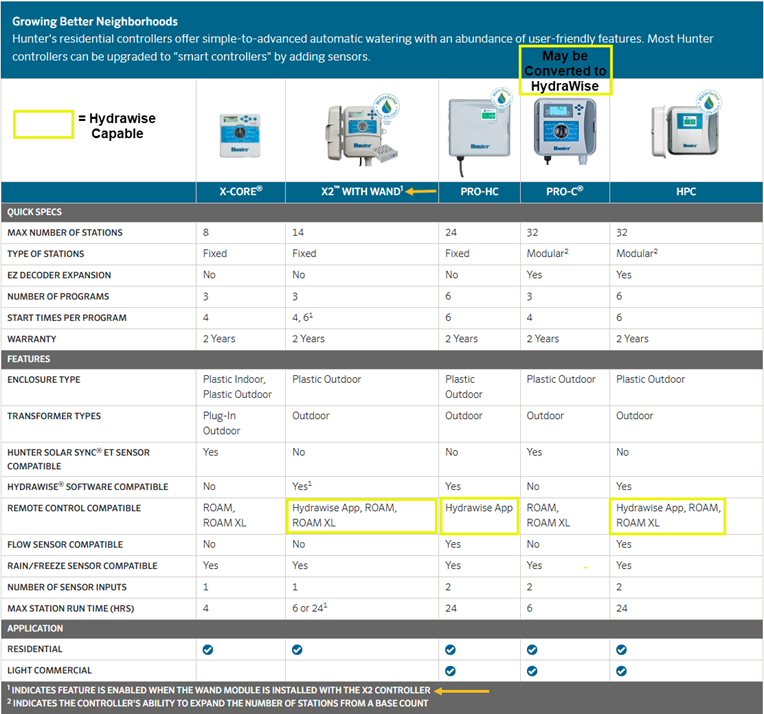 Growing Better Neighborhoods
Hunter's residential controllers offer simple-to-advanced automatic watering with an abundance of user-friendly features. Most Hunter
controllers can be upgraded to "smart controllers" by adding sensors.
May be
Converted to
HydraWise
= Hydrawise
Capable
X-CORE® X2™ WITH WAND¹ PRO-HC PRO-C® HPC
QUICK SPECS
MAX NUMBER OF STATIONS 8 14 24 32 32
TYPE OF STATIONS Fixed Fixed Fixed Modular² Modular²
EZ DECODER EXPANSION No No No Yes Yes
NUMBER OF PROGRAMS 3 3 6 3 6
START TIMES PER PROGRAM 4 4, 6¹ 6 4 6
WARRANTY 2 Years 2 Years 2 Years 2 Years 2 Years
FEATURES
ENCLOSURE TYPE Plastic Indoor, Plastic Outdoor Plastic Plastic Outdoor Plastic Outdoor
Plastic Outdoor Outdoor
TRANSFORMER TYPES Plug-In Outdoor Outdoor Outdoor Outdoor
Outdoor
HUNTER SOLAR SYNC® ET SENSOR Yes No No Yes No
COMPATIBLE
HYDRAWISE® SOFTWARE COMPATIBLE No Yes¹ Yes No Yes
REMOTE CONTROL COMPATIBLE ROAM, Hydrawise App, ROAM, Hydrawise App ROAM, Hydrawise App, ROAM,
ROAM XL ROAM XL ROAM XL ROAM XL
FLOW SENSOR COMPATIBLE No No Yes No Yes
RAIN/FREEZE SENSOR COMPATIBLE Yes Yes Yes Yes Yes
NUMBER OF SENSOR INPUTS 1 1 2 2 2
MAX STATION RUN TIME (HRS) 4 6 or 24¹ 24 6 24
APPLICATION
RESIDENTIAL
LIGHT COMMERCIAL
¹ INDICATES FEATURE IS ENABLED WHEN THE WAND MODULE IS INSTALLED WITH THE X2 CONTROLLER
² INDICATES THE CONTROLLER'S ABILITY TO EXPAND THE NUMBER OF STATIONS FROM A BASE COUNT